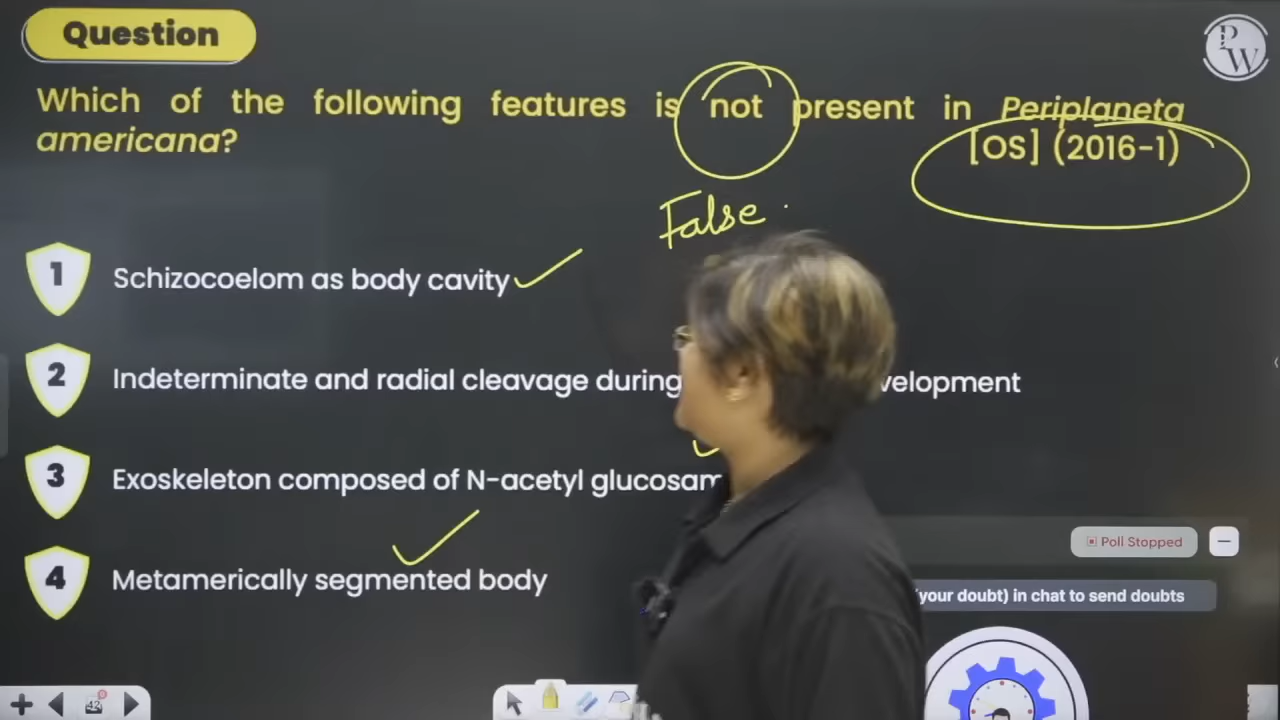 Question
PW
Which of the following features is not present in Periplaneta
americana?
[OS] (2016-1)
False
1
Schizocoelom as body cavity
2
Indeterminate and radial cleavage during velopment
3
Exoskeleton composed of N-acetyl glucosam
4
Metamerically segmented body
Poll Stopped
your doubt) in chat to send doubts
42